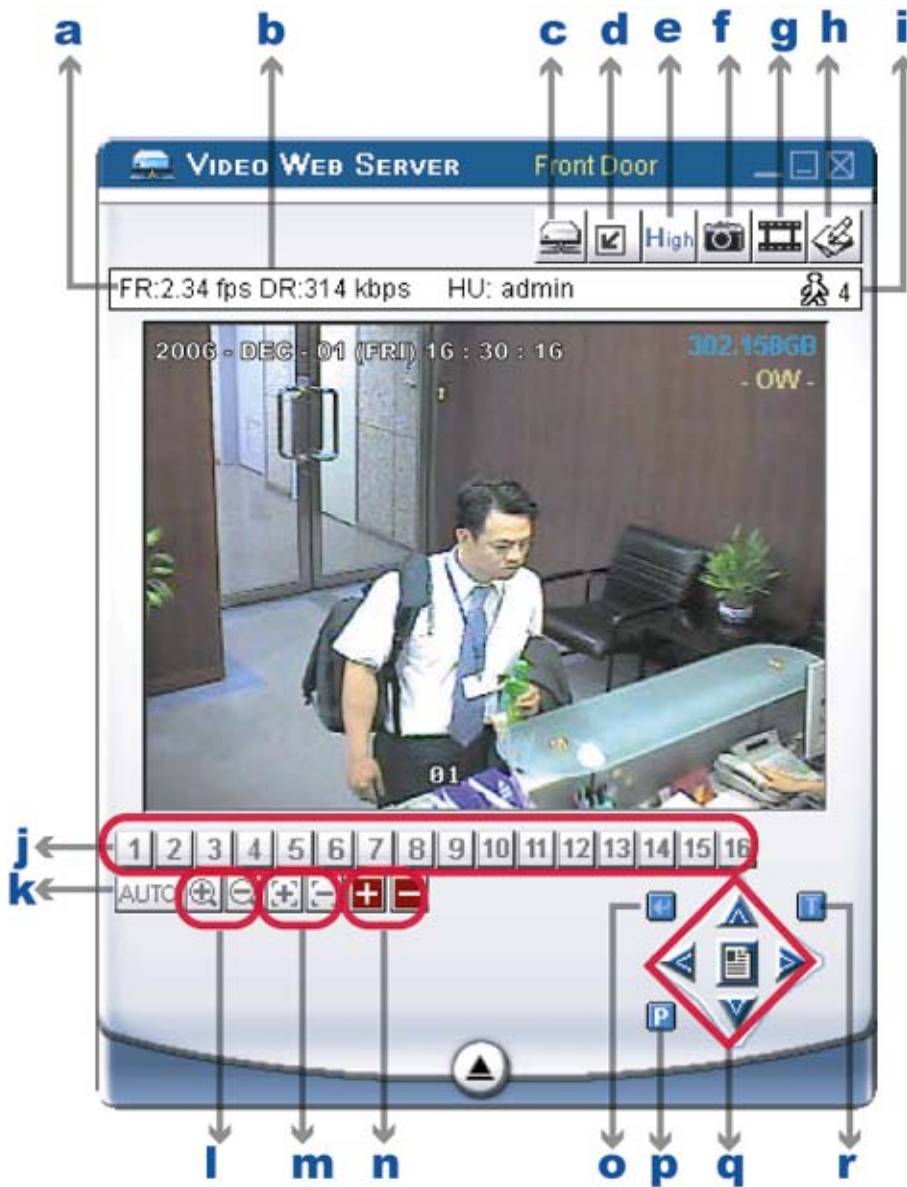 a b c d e f g h i
VIDEO WEB SERVER Front Door
High
FR:2.34 fps DR:314 kbps HU: admin 4
2006 - DEC - 01 (FRI) 16 : 30 : 16 302.158GB
- OW -
01
j 1 2 3 4 5 6 7 8 9 10 11 12 13 14 15 16
k AUTO
T
P
l m n o p q r